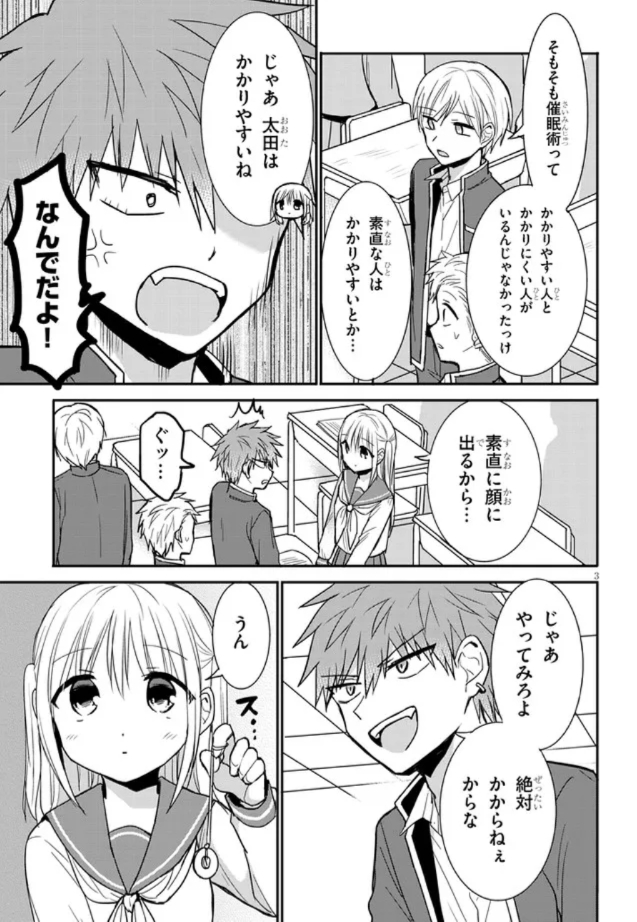 そもそも催眠術って
かかりやすい人と
かかりにくい人が
いるんじゃなかったっけ
素直な人は
かかりやすいとか…
じゃあ 太田は
かかりやすいね
なんでだよ！
素直に顔に
出るから…
ぐッ…
3
じゃあ
やってみろよ
絶対
かからねぇ
からな
うん
ス…